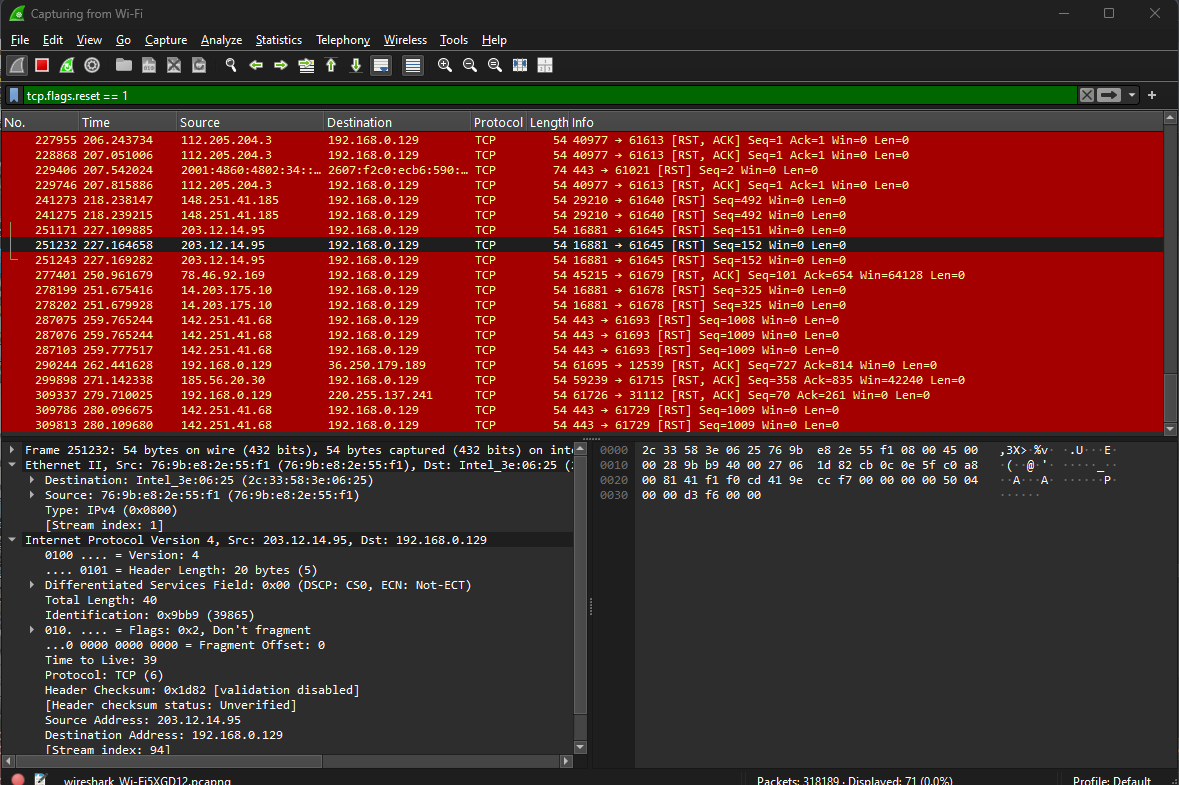 Capturing from Wi-Fi
File Edit View Go Capture Analyze Statistics Telephony Wireless Tools Help
tcp.flags.reset == 1
No. Time Source Destination Protocol Length Info
227955 206.243734 112.205.204.3 192.168.0.129 TCP 54 40977 → 61613 [RST, ACK] Seq=1 Ack=1 Win=0 Len=0
228868 207.051006 112.205.204.3 192.168.0.129 TCP 54 40977 → 61613 [RST, ACK] Seq=1 Ack=1 Win=0 Len=0
229406 207.542024 2001:4860:4802:34::… 2607:f2c0:ecb6:590:… TCP 74 443 → 61021 [RST] Seq=2 Win=0 Len=0
229746 207.815886 112.205.204.3 192.168.0.129 TCP 54 40977 → 61613 [RST, ACK] Seq=1 Ack=1 Win=0 Len=0
241273 218.238147 148.251.41.185 192.168.0.129 TCP 54 29210 → 61640 [RST] Seq=492 Win=0 Len=0
241275 218.239215 148.251.41.185 192.168.0.129 TCP 54 29210 → 61640 [RST] Seq=492 Win=0 Len=0
251171 227.109885 203.12.14.95 192.168.0.129 TCP 54 16881 → 61645 [RST] Seq=151 Win=0 Len=0
251232 227.164658 203.12.14.95 192.168.0.129 TCP 54 16881 → 61645 [RST] Seq=152 Win=0 Len=0
251243 227.169282 203.12.14.95 192.168.0.129 TCP 54 16881 → 61645 [RST] Seq=152 Win=0 Len=0
277401 250.961679 78.46.92.169 192.168.0.129 TCP 54 45215 → 61679 [RST, ACK] Seq=101 Ack=654 Win=64128 Len=0
278199 251.675416 14.203.175.10 192.168.0.129 TCP 54 16881 → 61678 [RST] Seq=325 Win=0 Len=0
278202 251.679928 14.203.175.10 192.168.0.129 TCP 54 16881 → 61678 [RST] Seq=325 Win=0 Len=0
287075 259.765244 142.251.41.68 192.168.0.129 TCP 54 443 → 61693 [RST] Seq=1008 Win=0 Len=0
287076 259.765244 142.251.41.68 192.168.0.129 TCP 54 443 → 61693 [RST] Seq=1009 Win=0 Len=0
287103 259.777517 142.251.41.68 192.168.0.129 TCP 54 443 → 61693 [RST] Seq=1009 Win=0 Len=0
290244 262.441628 192.168.0.129 36.250.179.189 TCP 54 61695 → 12539 [RST, ACK] Seq=727 Ack=814 Win=0 Len=0
299898 271.142338 185.56.20.30 192.168.0.129 TCP 54 59239 → 61715 [RST, ACK] Seq=358 Ack=835 Win=42240 Len=0
309337 279.710025 192.168.0.129 220.255.137.241 TCP 54 61726 → 31112 [RST, ACK] Seq=70 Ack=261 Win=0 Len=0
309786 280.096675 142.251.41.68 192.168.0.129 TCP 54 443 → 61729 [RST] Seq=1009 Win=0 Len=0
309813 280.109680 142.251.41.68 192.168.0.129 TCP 54 443 → 61729 [RST] Seq=1009 Win=0 Len=0
Frame 251232: 54 bytes on wire (432 bits), 54 bytes captured (432 bits) on inte
Ethernet II, Src: 76:9b:e8:2e:55:f1 (76:9b:e8:2e:55:f1), Dst: Intel_3e:06:25 (2
Destination: Intel_3e:06:25 (2c:33:58:3e:06:25)
Source: 76:9b:e8:2e:55:f1 (76:9b:e8:2e:55:f1)
Type: IPv4 (0x0800)
[Stream index: 1]
Internet Protocol Version 4, Src: 203.12.14.95, Dst: 192.168.0.129
0100 .... = Version: 4
.... 0101 = Header Length: 20 bytes (5)
Differentiated Services Field: 0x00 (DSCP: CS0, ECN: Not-ECT)
Total Length: 40
Identification: 0x9bb9 (39865)
010. .... = Flags: 0x2, Don't fragment
...0 0000 0000 0000 = Fragment Offset: 0
Time to Live: 39
Protocol: TCP (6)
Header Checksum: 0x1d82 [validation disabled]
[Header checksum status: Unverified]
Source Address: 203.12.14.95
Destination Address: 192.168.0.129
[Stream index: 94]
0000 2c 33 58 3e 06 25 76 9b e8 2e 55 f1 08 00 45 00 ,3X>·%v· ·.U···E·
0010 00 28 9b b9 40 00 27 06 1d 82 cb 0c 0e 5f c0 a8 ·(··@·'· ·····_··
0020 00 81 41 f1 f0 cd 41 9e cc f7 00 00 00 00 50 04 ··A···A· ······P·
0030 00 00 d3 f6 00 00 ······
wireshark_Wi-Fi5XGD12.pcapng
Packets: 318189 · Displayed: 71 (0.0%)
Profile: Default